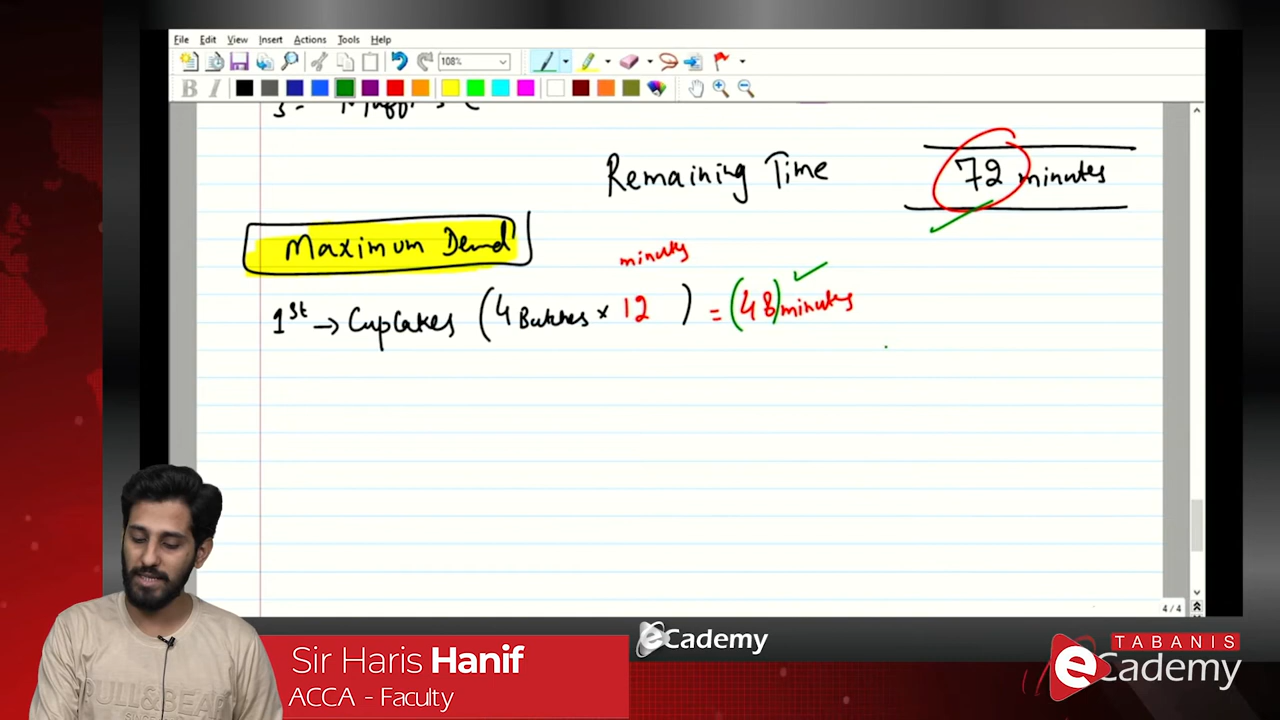 File Edit View Insert Actions Tools Help
108%
B I
Remaining Time 72 minutes
Maximum Demd
minutes
1st → Cupcakes (4 Batches × 12 ) = (48) minutes
4/4
eCademy
Sir Haris Hanif
ACCA - Faculty
TABANIS
eCademy